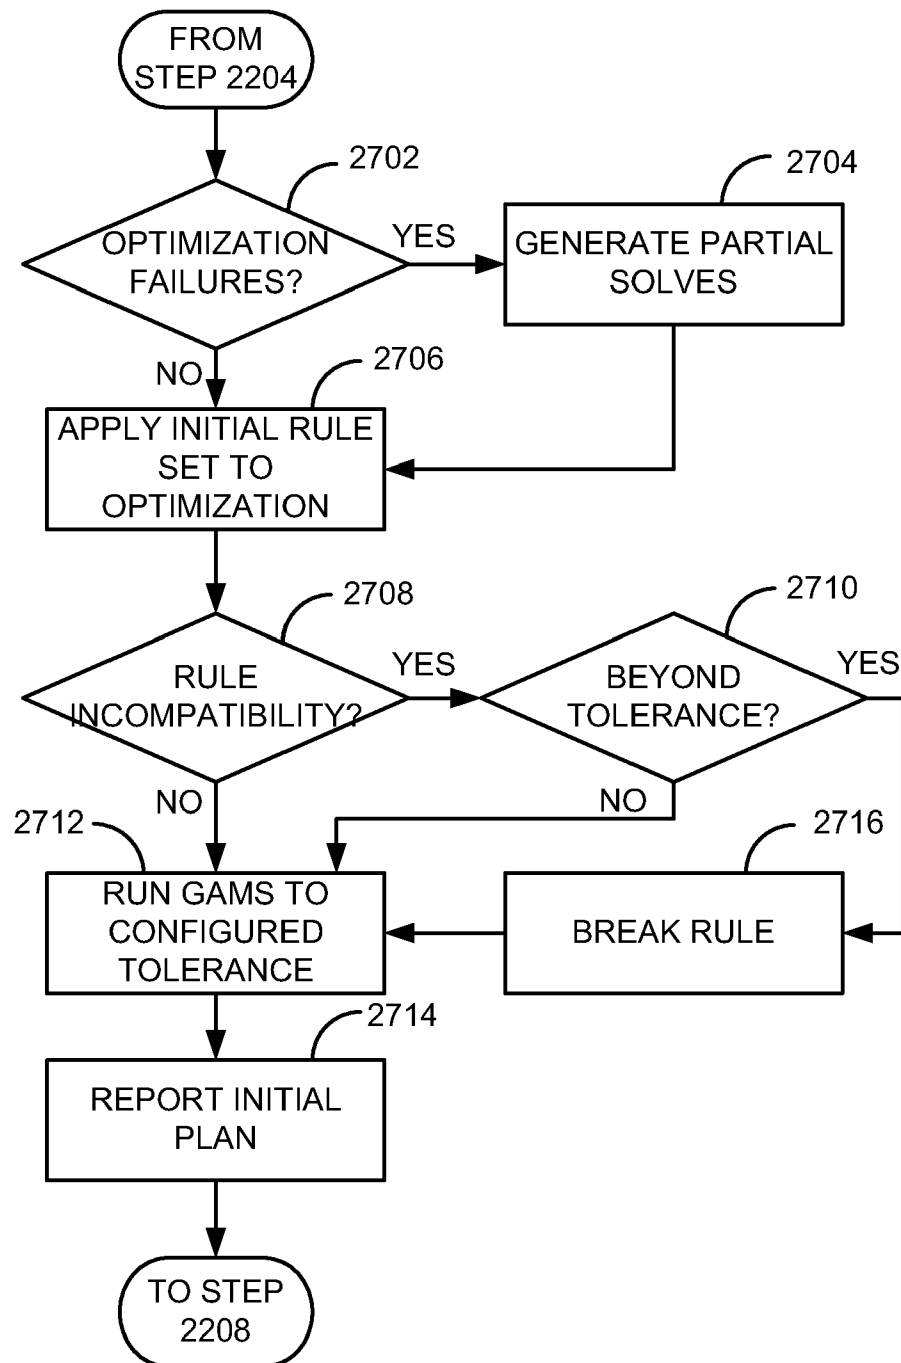 FROM
STEP 2204
2702
2704
OPTIMIZATION
FAILURES?
YES
GENERATE PARTIAL
SOLVES
NO
2706
APPLY INITIAL RULE
SET TO
OPTIMIZATION
2708
2710
RULE
INCOMPATIBILITY?
YES
BEYOND
TOLERANCE?
YES
NO
NO
2712
2716
RUN GAMS TO
CONFIGURED
TOLERANCE
BREAK RULE
2714
REPORT INITIAL
PLAN
TO STEP
2208